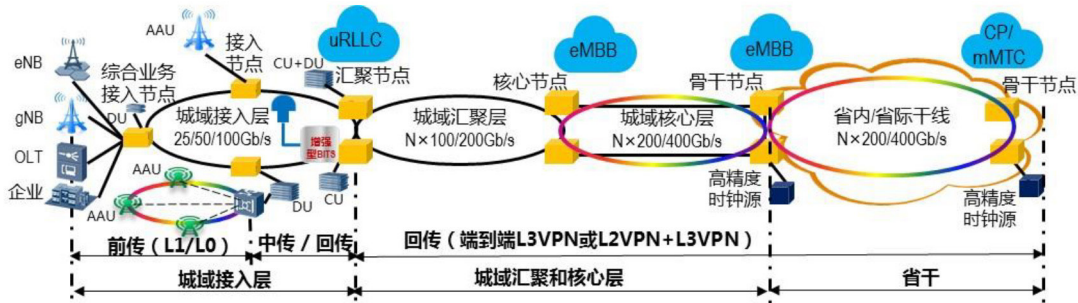 eNB
gNB
OLT
企业
AAU
综合业务
接入节点
DU
接入
节点
CU+DU
uRLLC
汇聚节点
城域接入层
25/50/100Gb/s
增强
型BITS
AAU
AAU
DU
CU
城域汇聚层
N×100/200Gb/s
核心节点
eMBB
城域核心层
N×200/400Gb/s
eMBB
骨干节点
高精度
时钟源
省内/省际干线
N×200/400Gb/s
CP/
mMTC
骨干节点
高精度
时钟源
前传（L1/L0）
中传 / 回传
回传（端到端L3VPN或L2VPN+L3VPN）
城域接入层
城域汇聚和核心层
省干